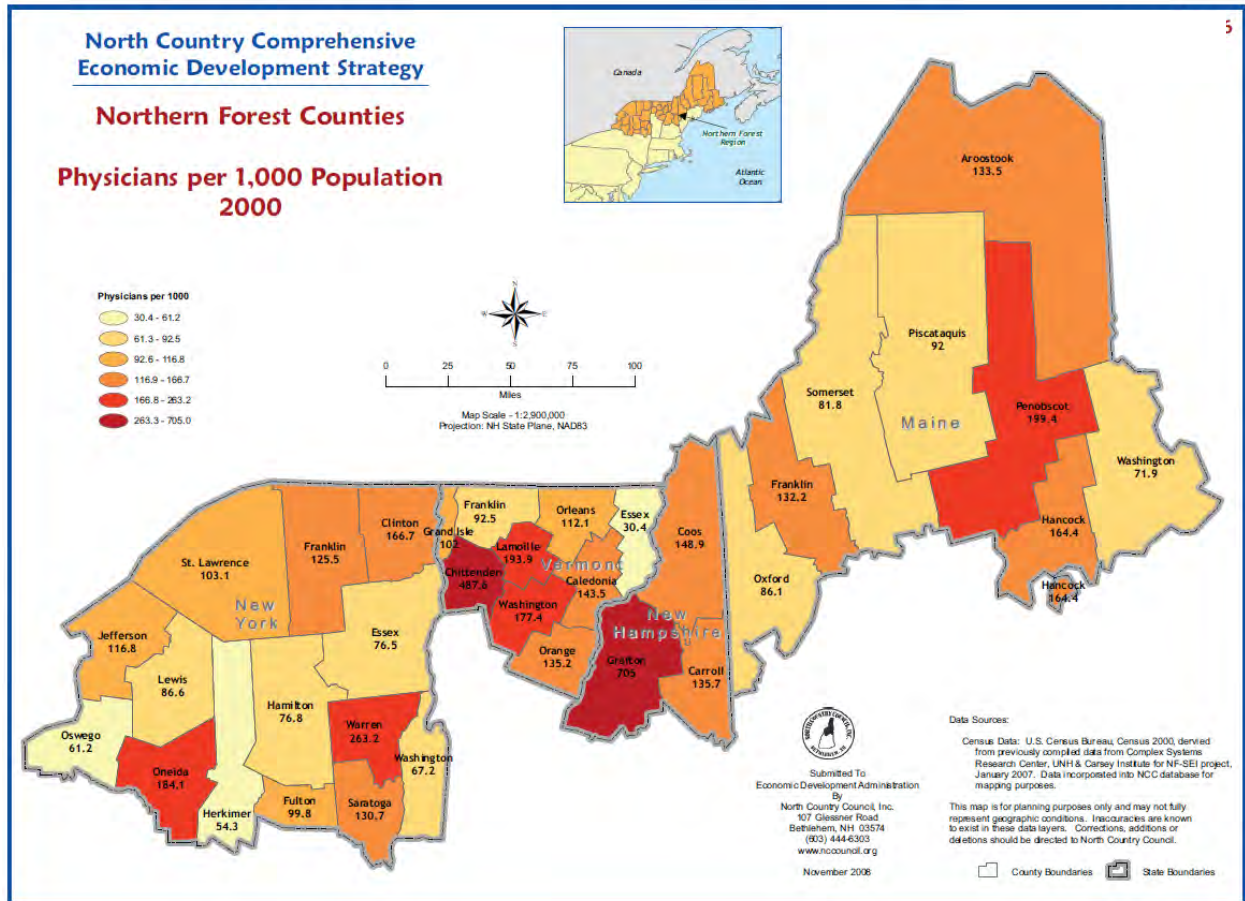 North Country Comprehensive
Economic Development Strategy
Northern Forest Counties
Physicians per 1,000 Population
2000
Canada
Northern Forest
Region
Atlantic
Ocean
Physicians per 1000
30.4 - 61.2
61.3 - 92.5
92.6 - 116.8
116.9 - 166.7
166.8 - 263.2
263.3 - 705.0
N
W
E
S
0 25 50 75 100
Miles
Map Scale - 1:2,900,000
Projection: NH State Plane, NAD83
Aroostook
133.5
Piscataquis
92
Somerset
81.8
Maine
Penobscot
199.4
Washington
71.9
Franklin
132.2
Hancock
164.4
Hancock
164.4
Oxford
86.1
Coos
148.9
New
Hampshire
Grafton
705
Carroll
135.7
Franklin
92.5
Orleans
112.1
Essex
30.4
Grand Isle
102
Lamoille
193.9
Vermont
Chittenden
487.6
Caledonia
143.5
Washington
177.4
Orange
135.2
Clinton
166.7
Franklin
125.5
St. Lawrence
103.1
New
York
Essex
76.5
Jefferson
116.8
Lewis
86.6
Hamilton
76.8
Warren
263.2
Washington
67.2
Oswego
61.2
Oneida
184.1
Herkimer
54.3
Fulton
99.8
Saratoga
130.7
Submitted To
Economic Development Administration
By
North Country Council, Inc.
107 Glessner Road
Bethlehem, NH 03574
(603) 444-6303
www.nccouncil.org
November 2008
Data Sources:
Census Data: U.S. Census Bureau, Census 2000, dervied
from previously compiled data from Complex Systems
Research Center, UNH & Carsey Institute for NF-SEI project,
January 2007. Data incorporated into NCC database for
mapping purposes.
This map is for planning purposes only and may not fully
represent geographic conditions. Inaccuracies are known
to exist in these data layers. Corrections, additions or
deletions should be directed to North Country Council.
County Boundaries
State Boundaries